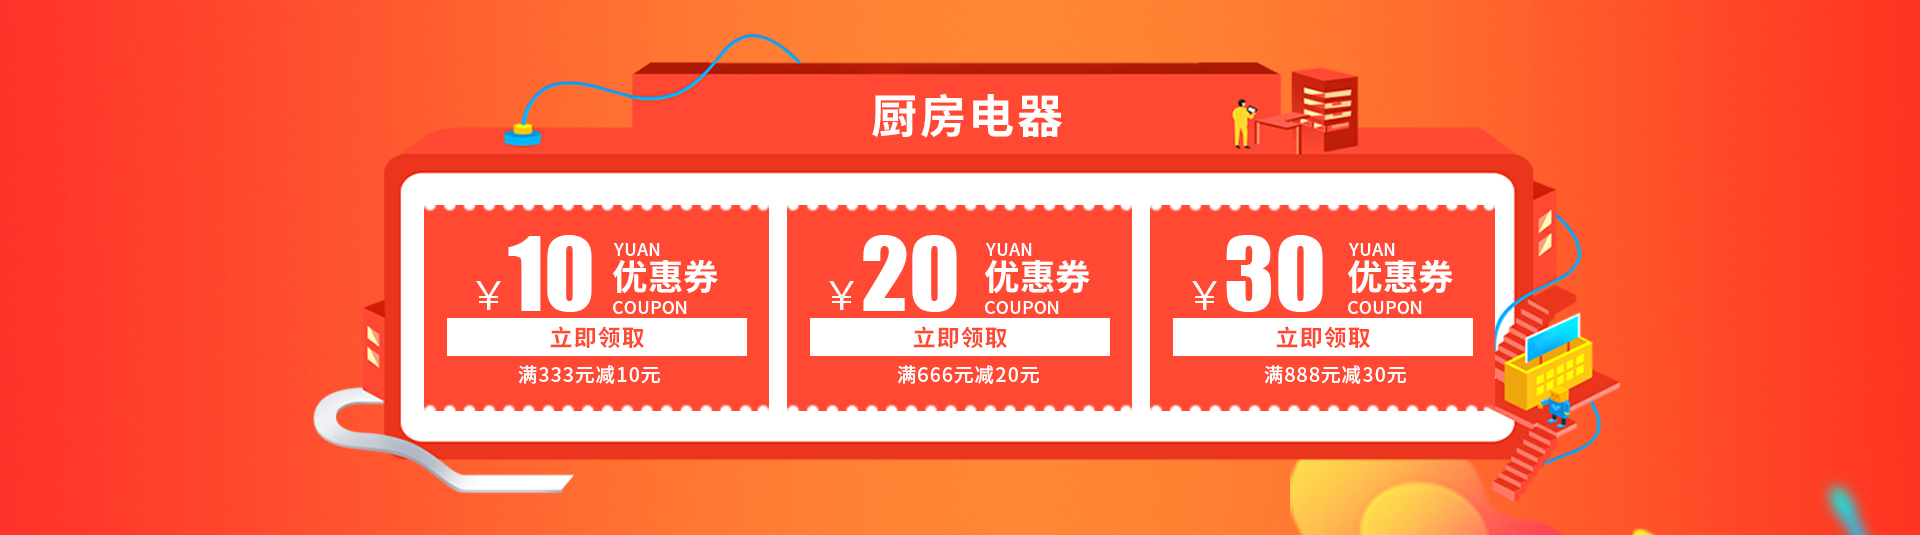 厨房电器
¥10
YUAN
优惠券
COUPON
立即领取
满333元减10元
¥20
YUAN
优惠券
COUPON
立即领取
满666元减20元
¥30
YUAN
优惠券
COUPON
立即领取
满888元减30元